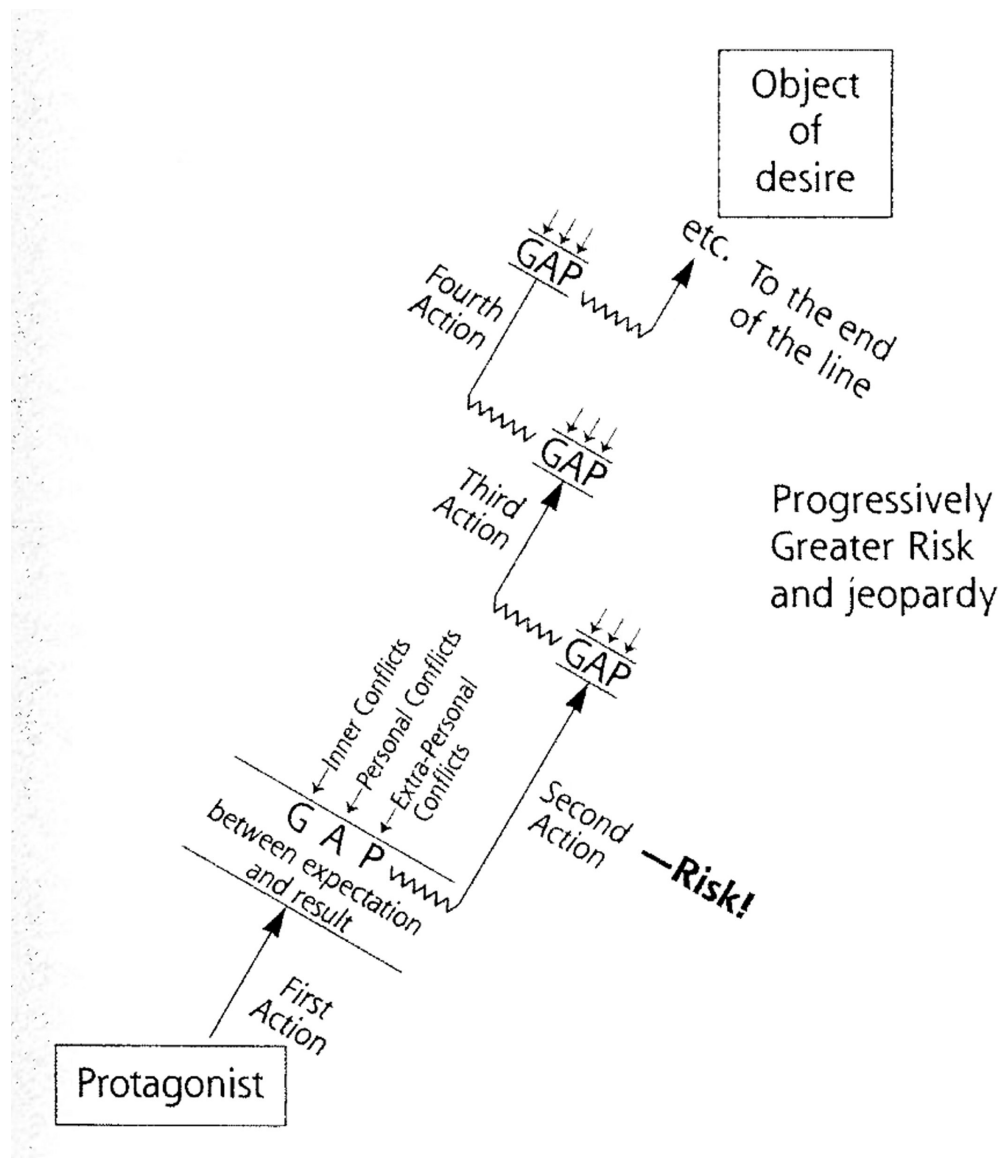 Object
of
desire
etc.
To the end
of the line
GAP
Fourth
Action
GAP
Third
Action
Progressively
Greater Risk
and jeopardy
GAP
Inner Conflicts
Personal Conflicts
Extra-Personal
Conflicts
Second
Action
—Risk!
G A P
between expectation
and result
First
Action
Protagonist